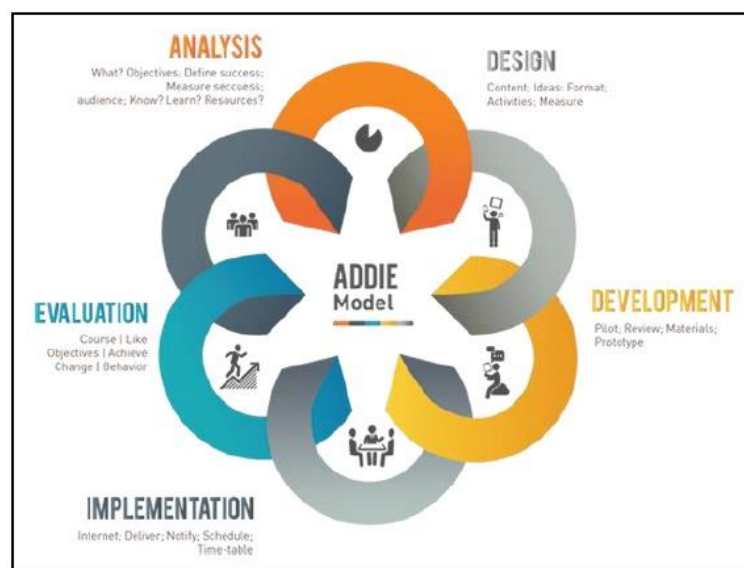 ANALYSIS
What? Objectives; Define success;
Measure seccoess;
audience; Know? Learn? Resources?
DESIGN
Content; Ideas: Format;
Activities; Measure
ADDIE
Model
EVALUATION
Course | Like
Objectives | Achieve
Change | Behavior
DEVELOPMENT
Pilot; Review; Materials;
Prototype
IMPLEMENTATION
Internet; Deliver; Notify; Schedule;
Time-table